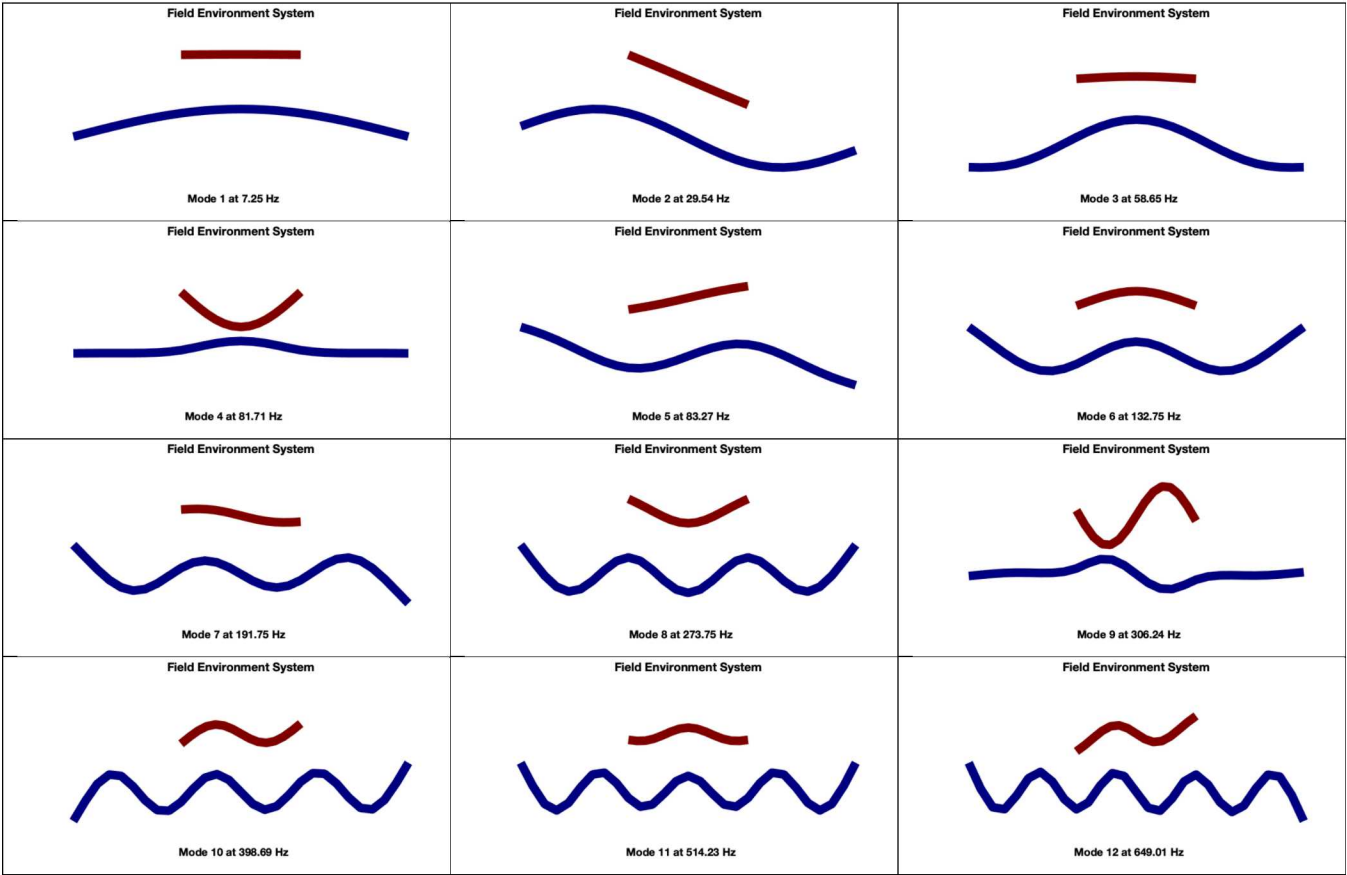 Field Environment System
Mode 1 at 7.25 Hz
Field Environment System
Mode 2 at 29.54 Hz
Field Environment System
Mode 3 at 58.65 Hz
Field Environment System
Mode 4 at 81.71 Hz
Field Environment System
Mode 5 at 83.27 Hz
Field Environment System
Mode 6 at 132.75 Hz
Field Environment System
Mode 7 at 191.75 Hz
Field Environment System
Mode 8 at 273.75 Hz
Field Environment System
Mode 9 at 306.24 Hz
Field Environment System
Mode 10 at 398.69 Hz
Field Environment System
Mode 11 at 514.23 Hz
Field Environment System
Mode 12 at 649.01 Hz